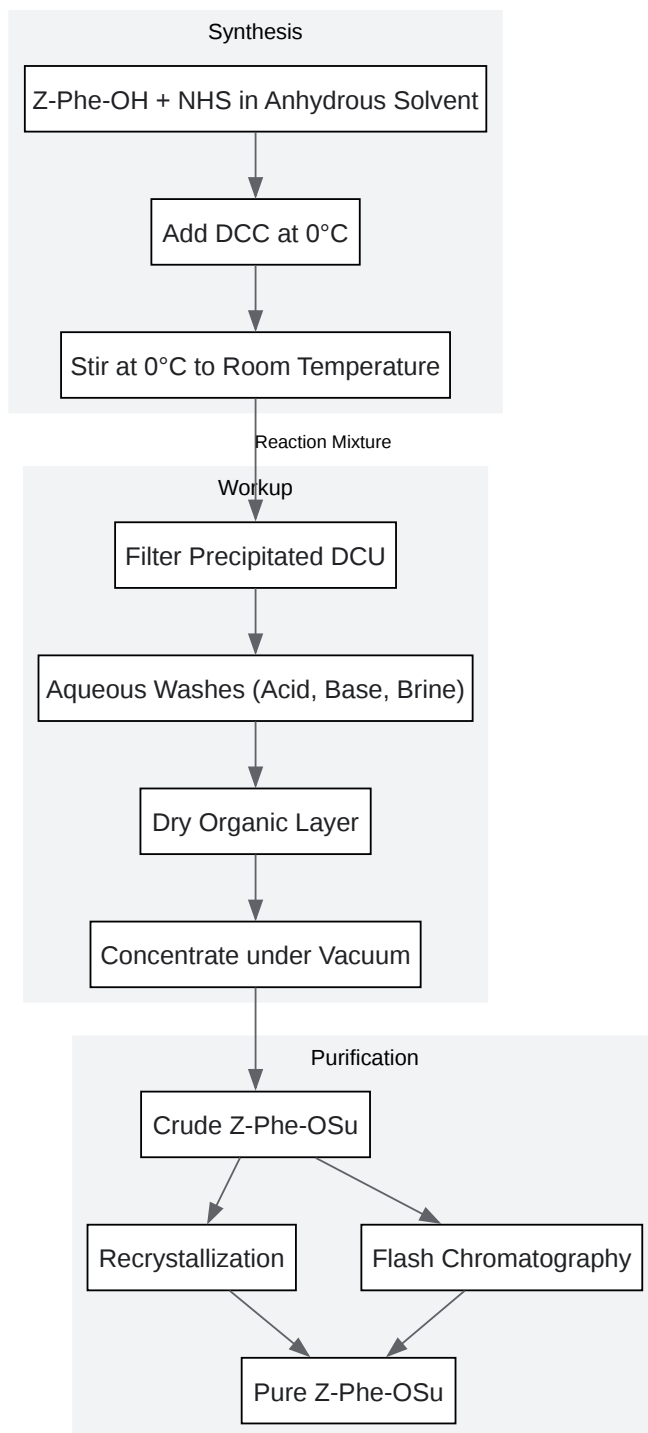 Synthesis
Z-Phe-OH + NHS in Anhydrous Solvent
Add DCC at 0°C
Stir at 0°C to Room Temperature
Reaction Mixture
Workup
Filter Precipitated DCU
Aqueous Washes (Acid, Base, Brine)
Dry Organic Layer
Concentrate under Vacuum
Purification
Crude Z-Phe-OSu
Recrystallization
Flash Chromatography
Pure Z-Phe-OSu